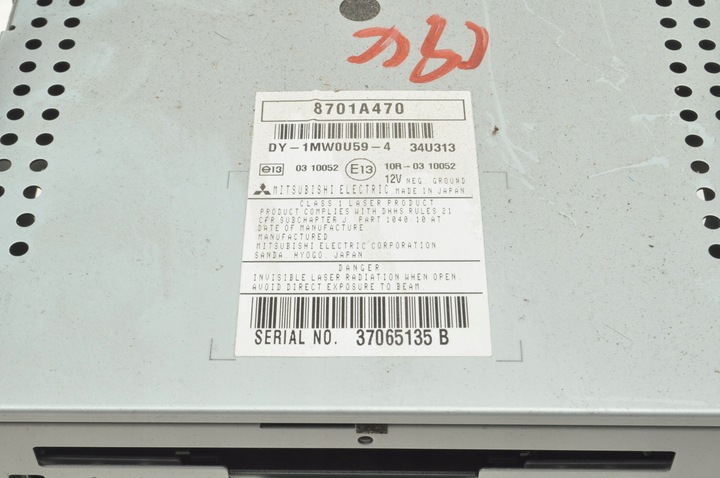 8701A470
DY-1MW0U59-4 34U313
e13 03 10052 E13 10R-03 10052
12V NEG. GROUND
MITSUBISHI ELECTRIC MADE IN JAPAN
CLASS 1 LASER PRODUCT
PRODUCT COMPLIES WITH DHHS RULES 21
CFR SUBCHAPTER J, PART 1040.10 AT
DATE OF MANUFACTURE
MANUFACTURED
MITSUBISHI ELECTRIC CORPORATION
SANDA, HYOGO, JAPAN
DANGER
INVISIBLE LASER RADIATION WHEN OPEN.
AVOID DIRECT EXPOSURE TO BEAM.
SERIAL NO. 37065135 B